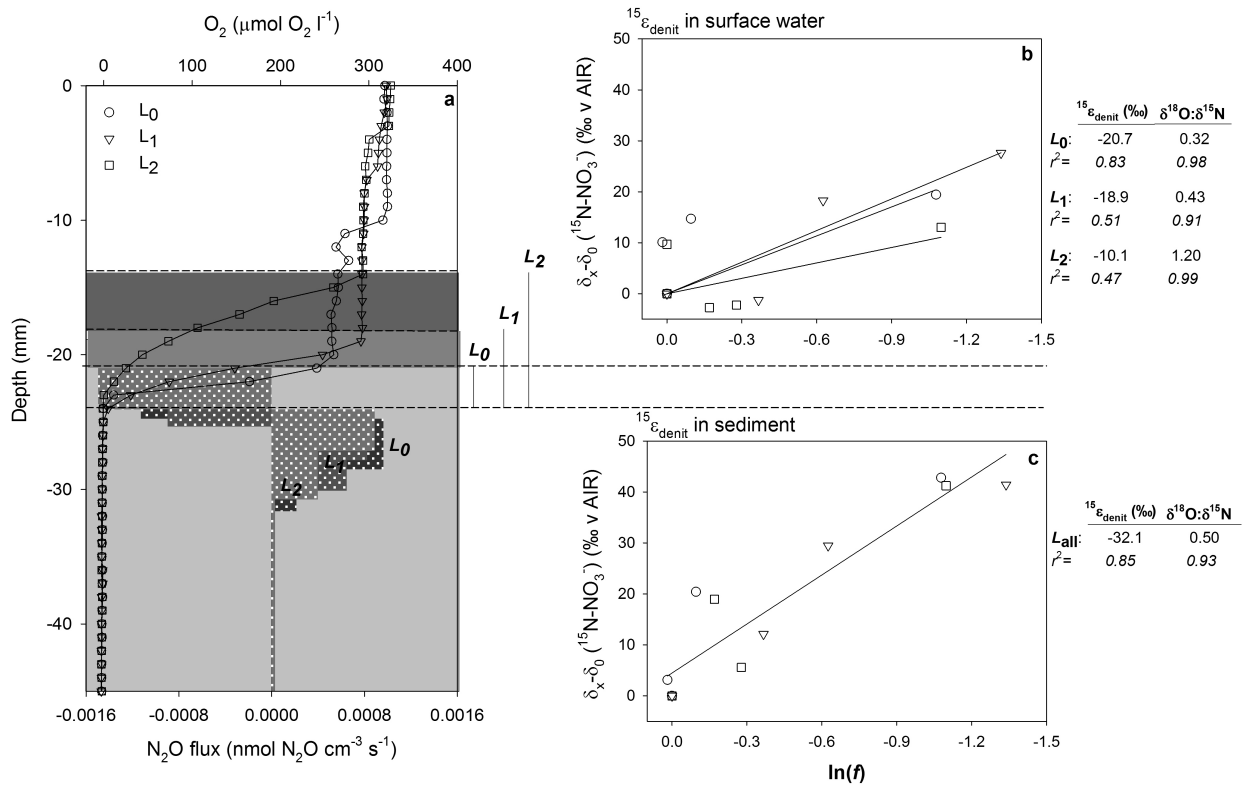 O₂ (μmol O₂ l⁻¹)
0 100 200 300 400
a
L₀
L₁
L₂
0
-10
-20
-30
-40
Depth (mm)
L₀
L₁
L₂
-0.0016 -0.0008 0.0000 0.0008 0.0016
N₂O flux (nmol N₂O cm⁻³ s⁻¹)
L₂
L₁
L₀
¹⁵εdenit in surface water
b
50
40
30
20
10
0
δₓ-δ₀ (¹⁵N-NO₃⁻) (‰ v AIR)
0.0 -0.3 -0.6 -0.9 -1.2 -1.5
¹⁵εdenit (‰) δ¹⁸O:δ¹⁵N
L₀: -20.7 0.32
r²= 0.83 0.98
L₁: -18.9 0.43
r²= 0.51 0.91
L₂: -10.1 1.20
r²= 0.47 0.99
¹⁵εdenit in sediment
c
50
40
30
20
10
0
δₓ-δ₀ (¹⁵N-NO₃⁻) (‰ v AIR)
0.0 -0.3 -0.6 -0.9 -1.2 -1.5
ln(f)
¹⁵εdenit (‰) δ¹⁸O:δ¹⁵N
Lall: -32.1 0.50
r²= 0.85 0.93